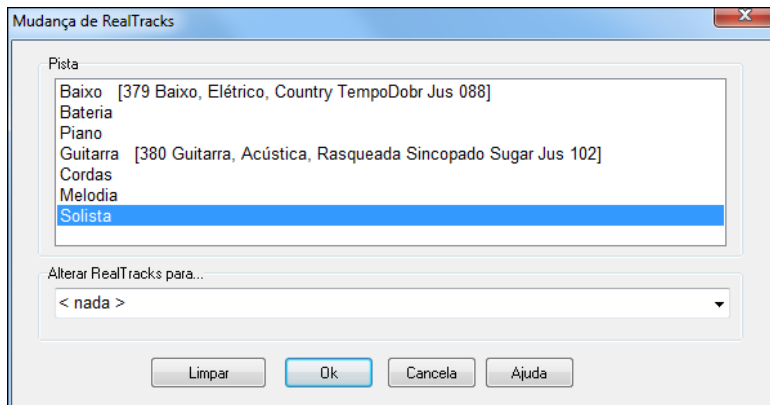 Mudança de RealTracks
Pista
Baixo [379 Baixo, Elétrico, Country TempoDobr Jus 088]
Bateria
Piano
Guitarra [380 Guitarra, Acústica, Rasqueada Sincopado Sugar Jus 102]
Cordas
Melodia
Solista
Alterar RealTracks para...
< nada >
Limpar Ok Cancela Ajuda